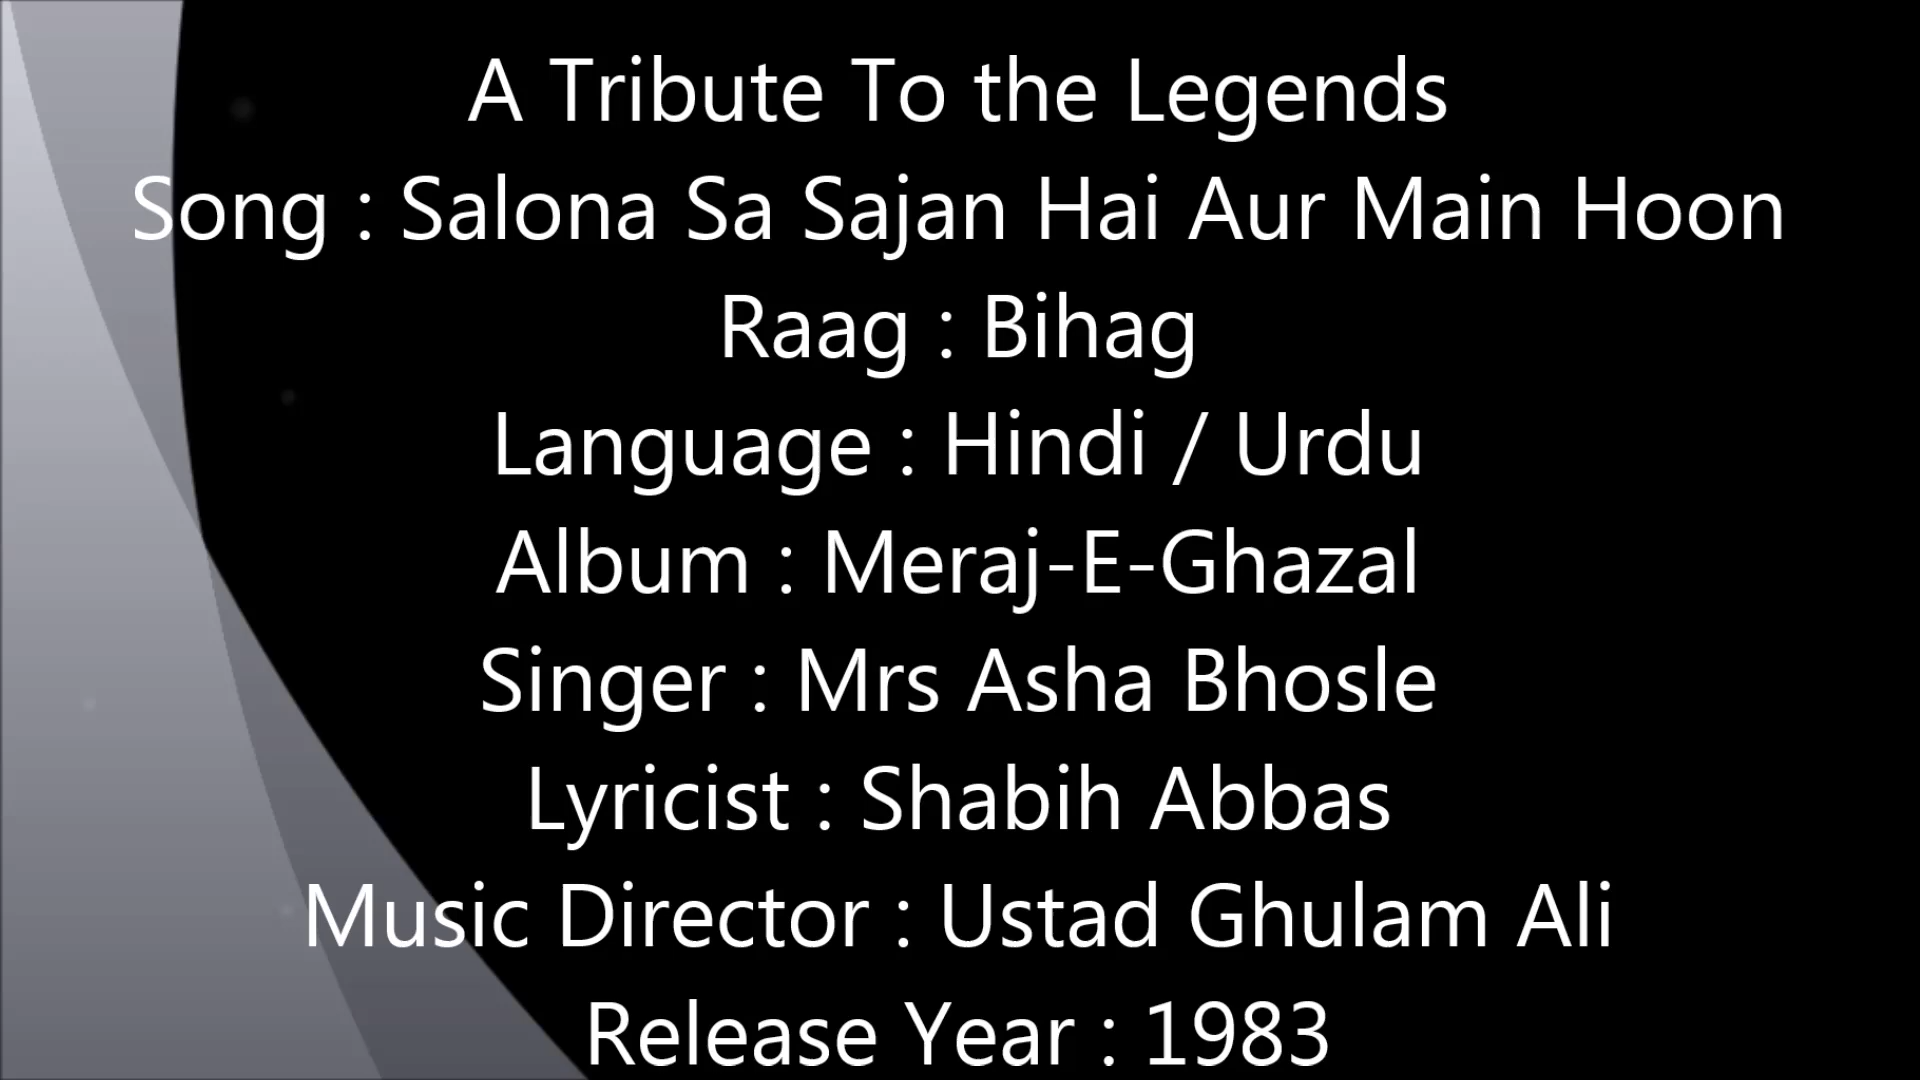 A Tribute To the Legends
Song : Salona Sa Sajan Hai Aur Main Hoon
Raag : Bihag
Language : Hindi / Urdu
Album : Meraj-E-Ghazal
Singer : Mrs Asha Bhosle
Lyricist : Shabih Abbas
Music Director : Ustad Ghulam Ali
Release Year : 1983